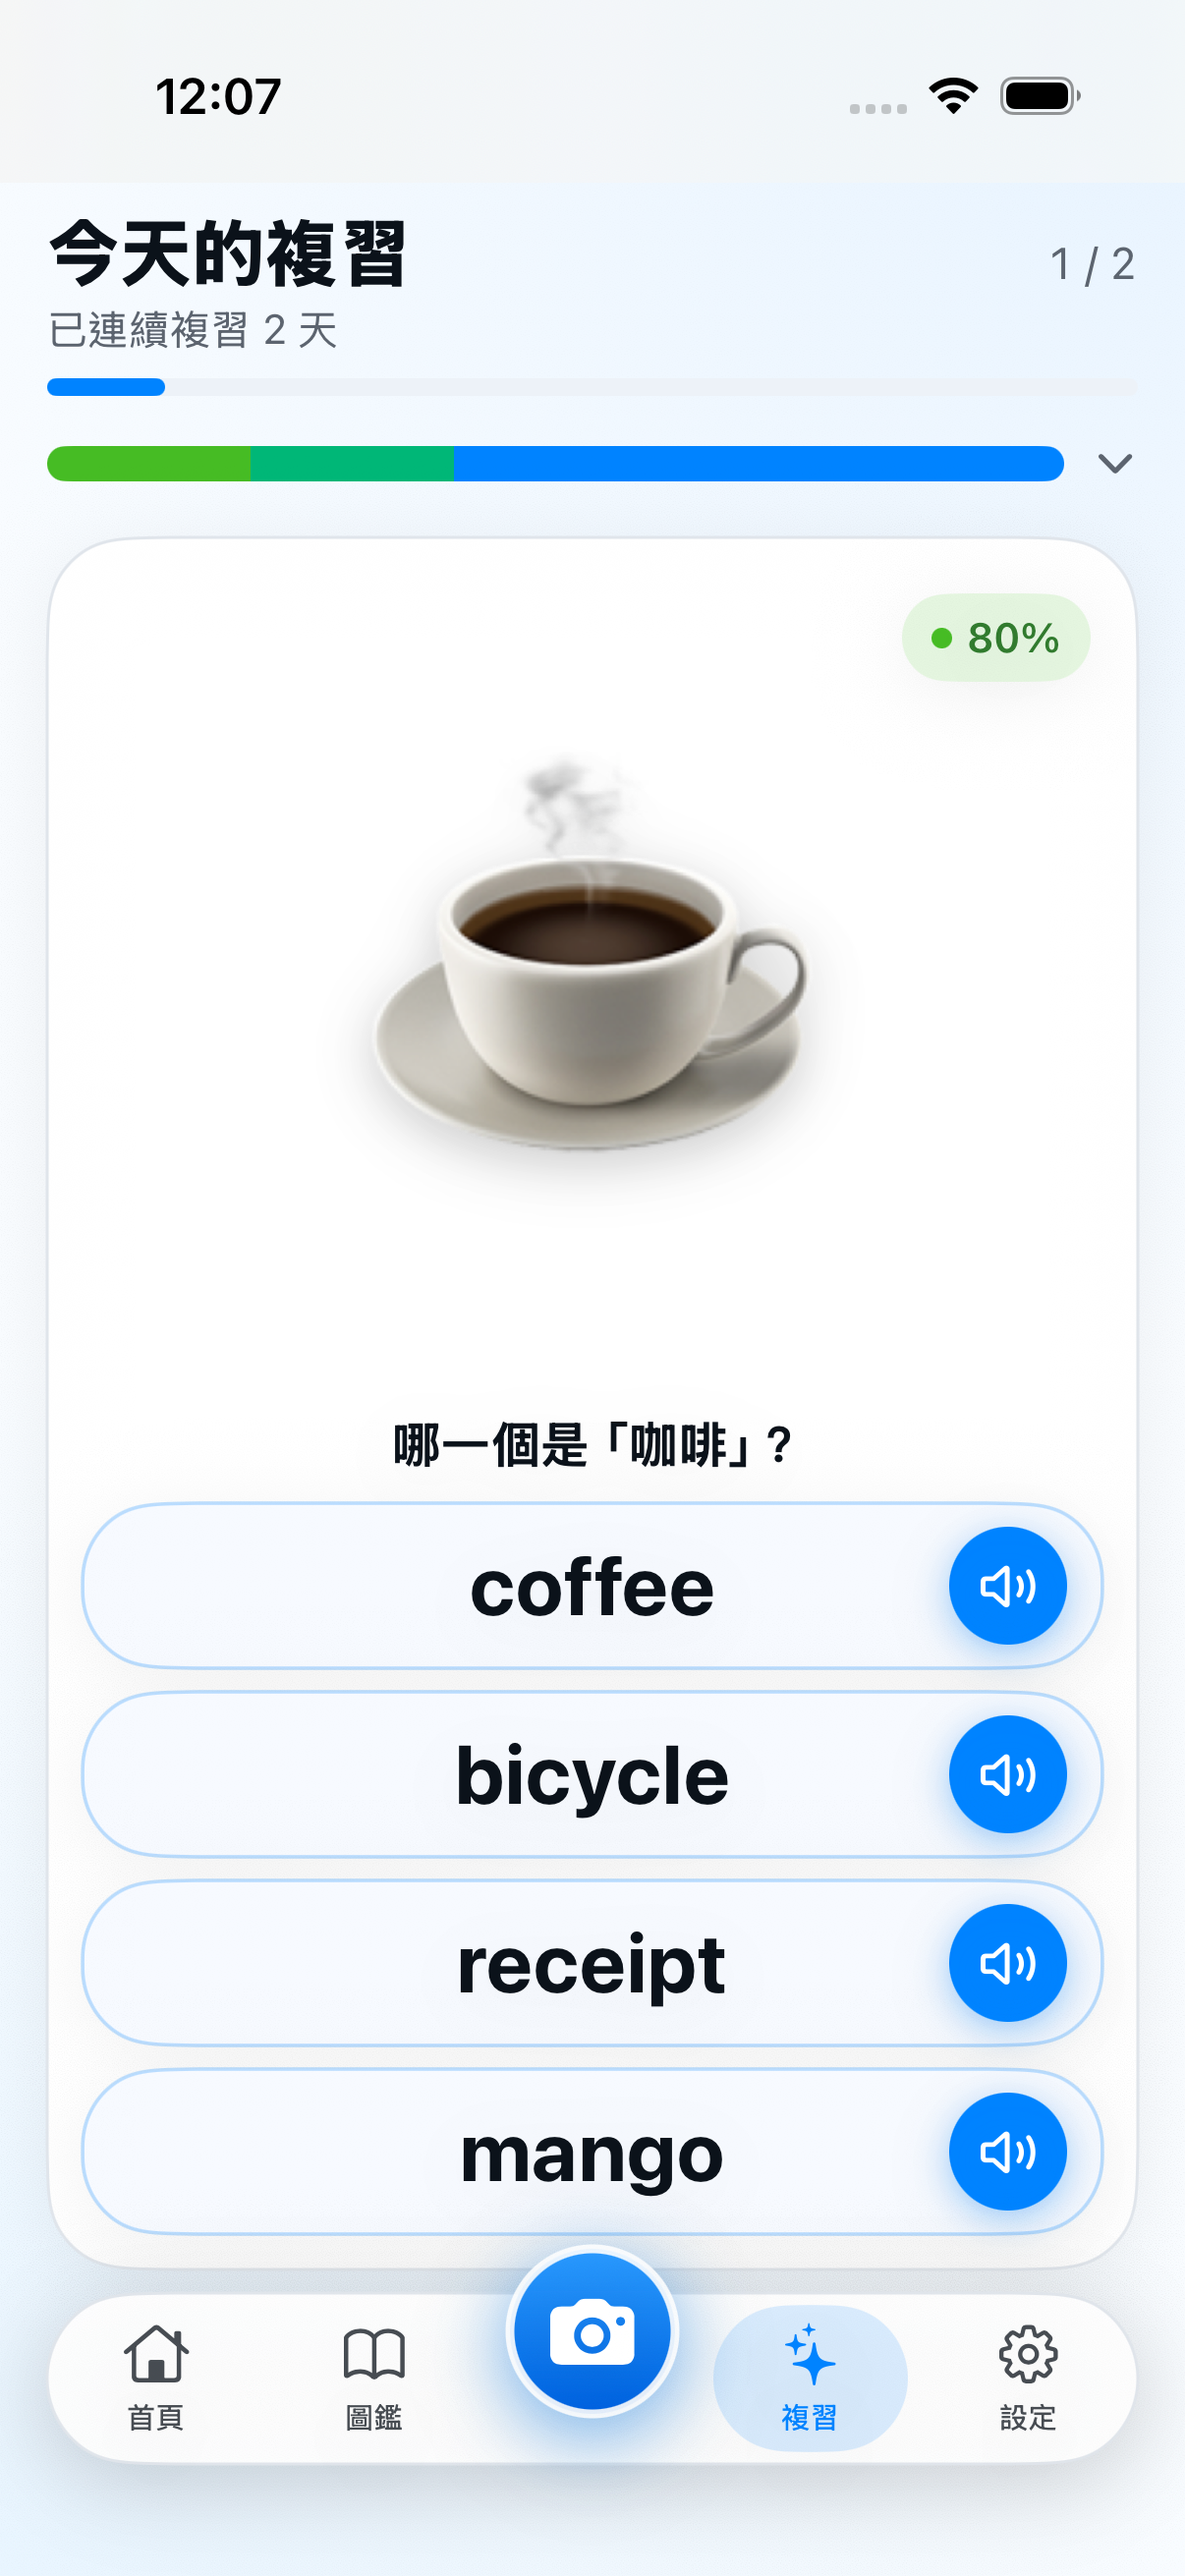 12:07
今天的複習
1 / 2
已連續複習 2 天
80%
哪一個是「咖啡」?
coffee
bicycle
receipt
mango
首頁
圖鑑
複習
設定